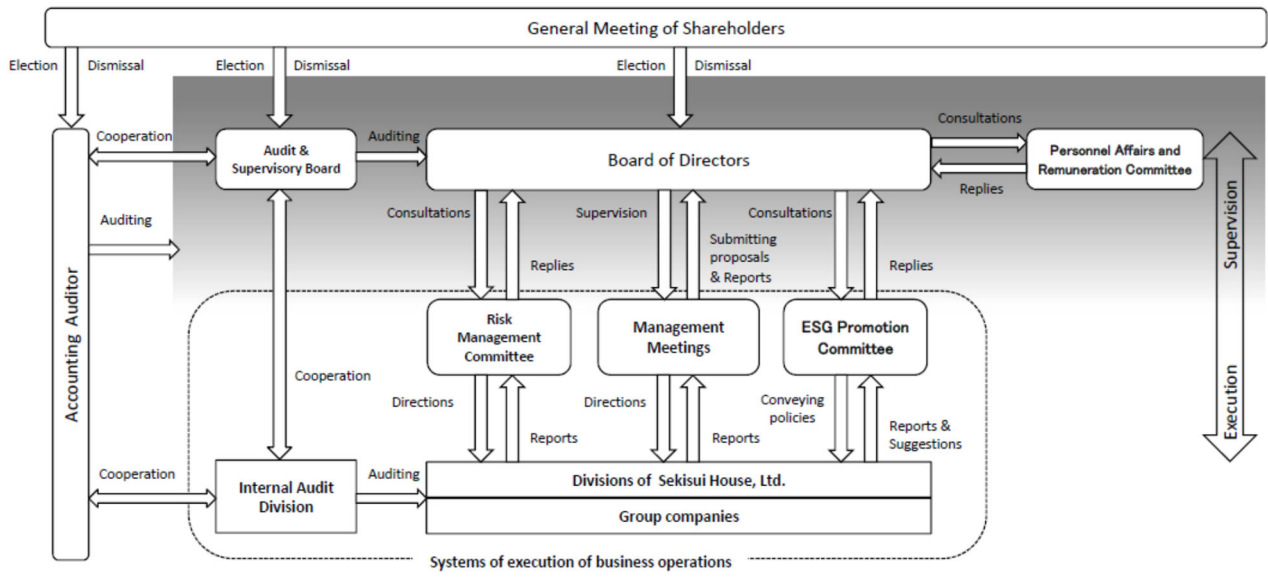 General Meeting of Shareholders
Election
Dismissal
Election
Dismissal
Election
Dismissal
Cooperation
Audit &
Supervisory Board
Auditing
Board of Directors
Consultations
Replies
Personnel Affairs and
Remuneration Committee
Accounting Auditor
Auditing
Consultations
Replies
Supervision
Submitting
proposals
& Reports
Consultations
Replies
Supervision
Execution
Risk
Management
Committee
Management
Meetings
ESG Promotion
Committee
Cooperation
Directions
Reports
Directions
Reports
Conveying
policies
Reports &
Suggestions
Cooperation
Internal Audit
Division
Auditing
Divisions of Sekisui House, Ltd.
Group companies
Systems of execution of business operations